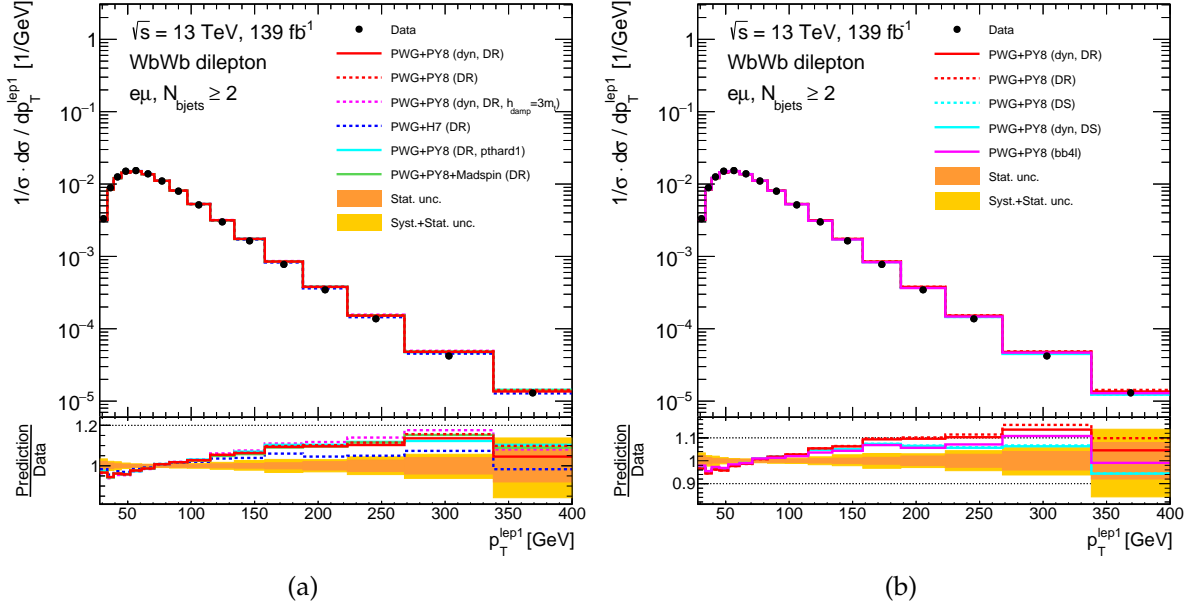 √s = 13 TeV, 139 fb⁻¹
WbWb dilepton
eμ, N_bjets ≥ 2
Data
PWG+PY8 (dyn, DR)
PWG+PY8 (DR)
PWG+PY8 (dyn, DR, h_damp=3m_t)
PWG+H7 (DR)
PWG+PY8 (DR, pthard1)
PWG+PY8+Madspin (DR)
Stat. unc.
Syst.+Stat. unc.
1/σ · dσ / dp_T^lep1 [1/GeV]
1
10⁻¹
10⁻²
10⁻³
10⁻⁴
10⁻⁵
Prediction
Data
1.2
1
50 100 150 200 250 300 350 400
p_T^lep1 [GeV]
(a)
√s = 13 TeV, 139 fb⁻¹
WbWb dilepton
eμ, N_bjets ≥ 2
Data
PWG+PY8 (dyn, DR)
PWG+PY8 (DR)
PWG+PY8 (DS)
PWG+PY8 (dyn, DS)
PWG+PY8 (bb4l)
Stat. unc.
Syst.+Stat. unc.
1/σ · dσ / dp_T^lep1 [1/GeV]
1
10⁻¹
10⁻²
10⁻³
10⁻⁴
10⁻⁵
Prediction
Data
1.1
1
0.9
50 100 150 200 250 300 350 400
p_T^lep1 [GeV]
(b)